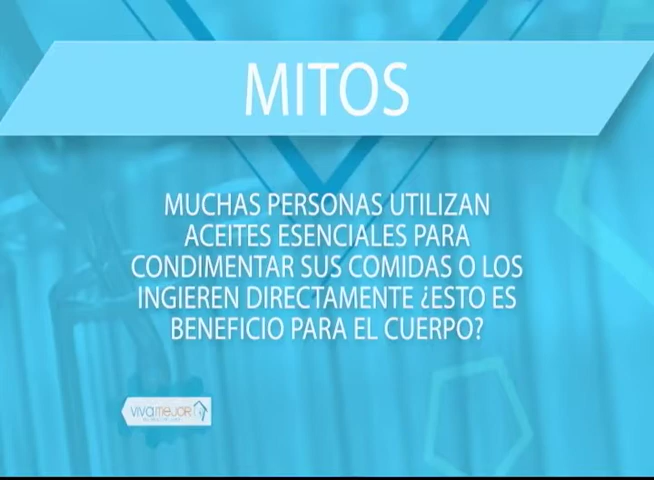 MITOS
MUCHAS PERSONAS UTILIZAN
ACEITES ESENCIALES PARA
CONDIMENTAR SUS COMIDAS O LOS
INGIEREN DIRECTAMENTE ¿ESTO ES
BENEFICIO PARA EL CUERPO?
vivamejor